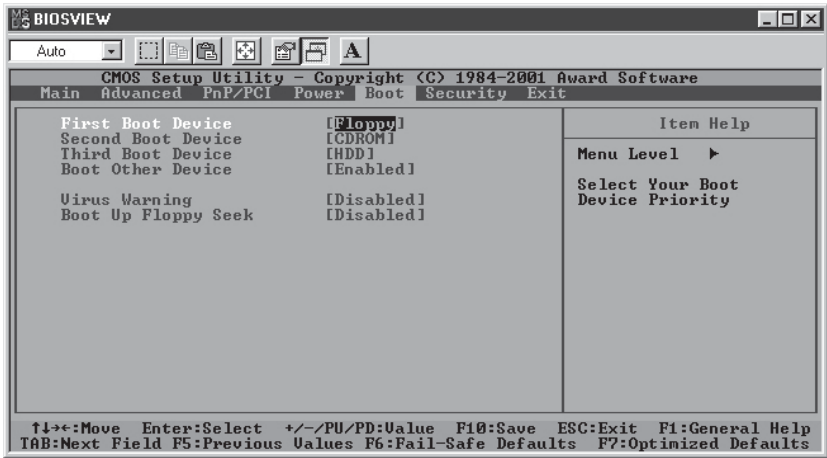 BIOSVIEW
Auto
A
CMOS Setup Utility - Copyright (C) 1984-2001 Award Software
Main Advanced PnP/PCI Power Boot Security Exit
First Boot Device [Floppy]
Second Boot Device [CDROM]
Third Boot Device [HDD]
Boot Other Device [Enabled]
Virus Warning [Disabled]
Boot Up Floppy Seek [Disabled]
Item Help
Menu Level ►
Select Your Boot
Device Priority
↑↓→←:Move Enter:Select +/-/PU/PD:Value F10:Save ESC:Exit F1:General Help
TAB:Next Field F5:Previous Values F6:Fail-Safe Defaults F7:Optimized Defaults